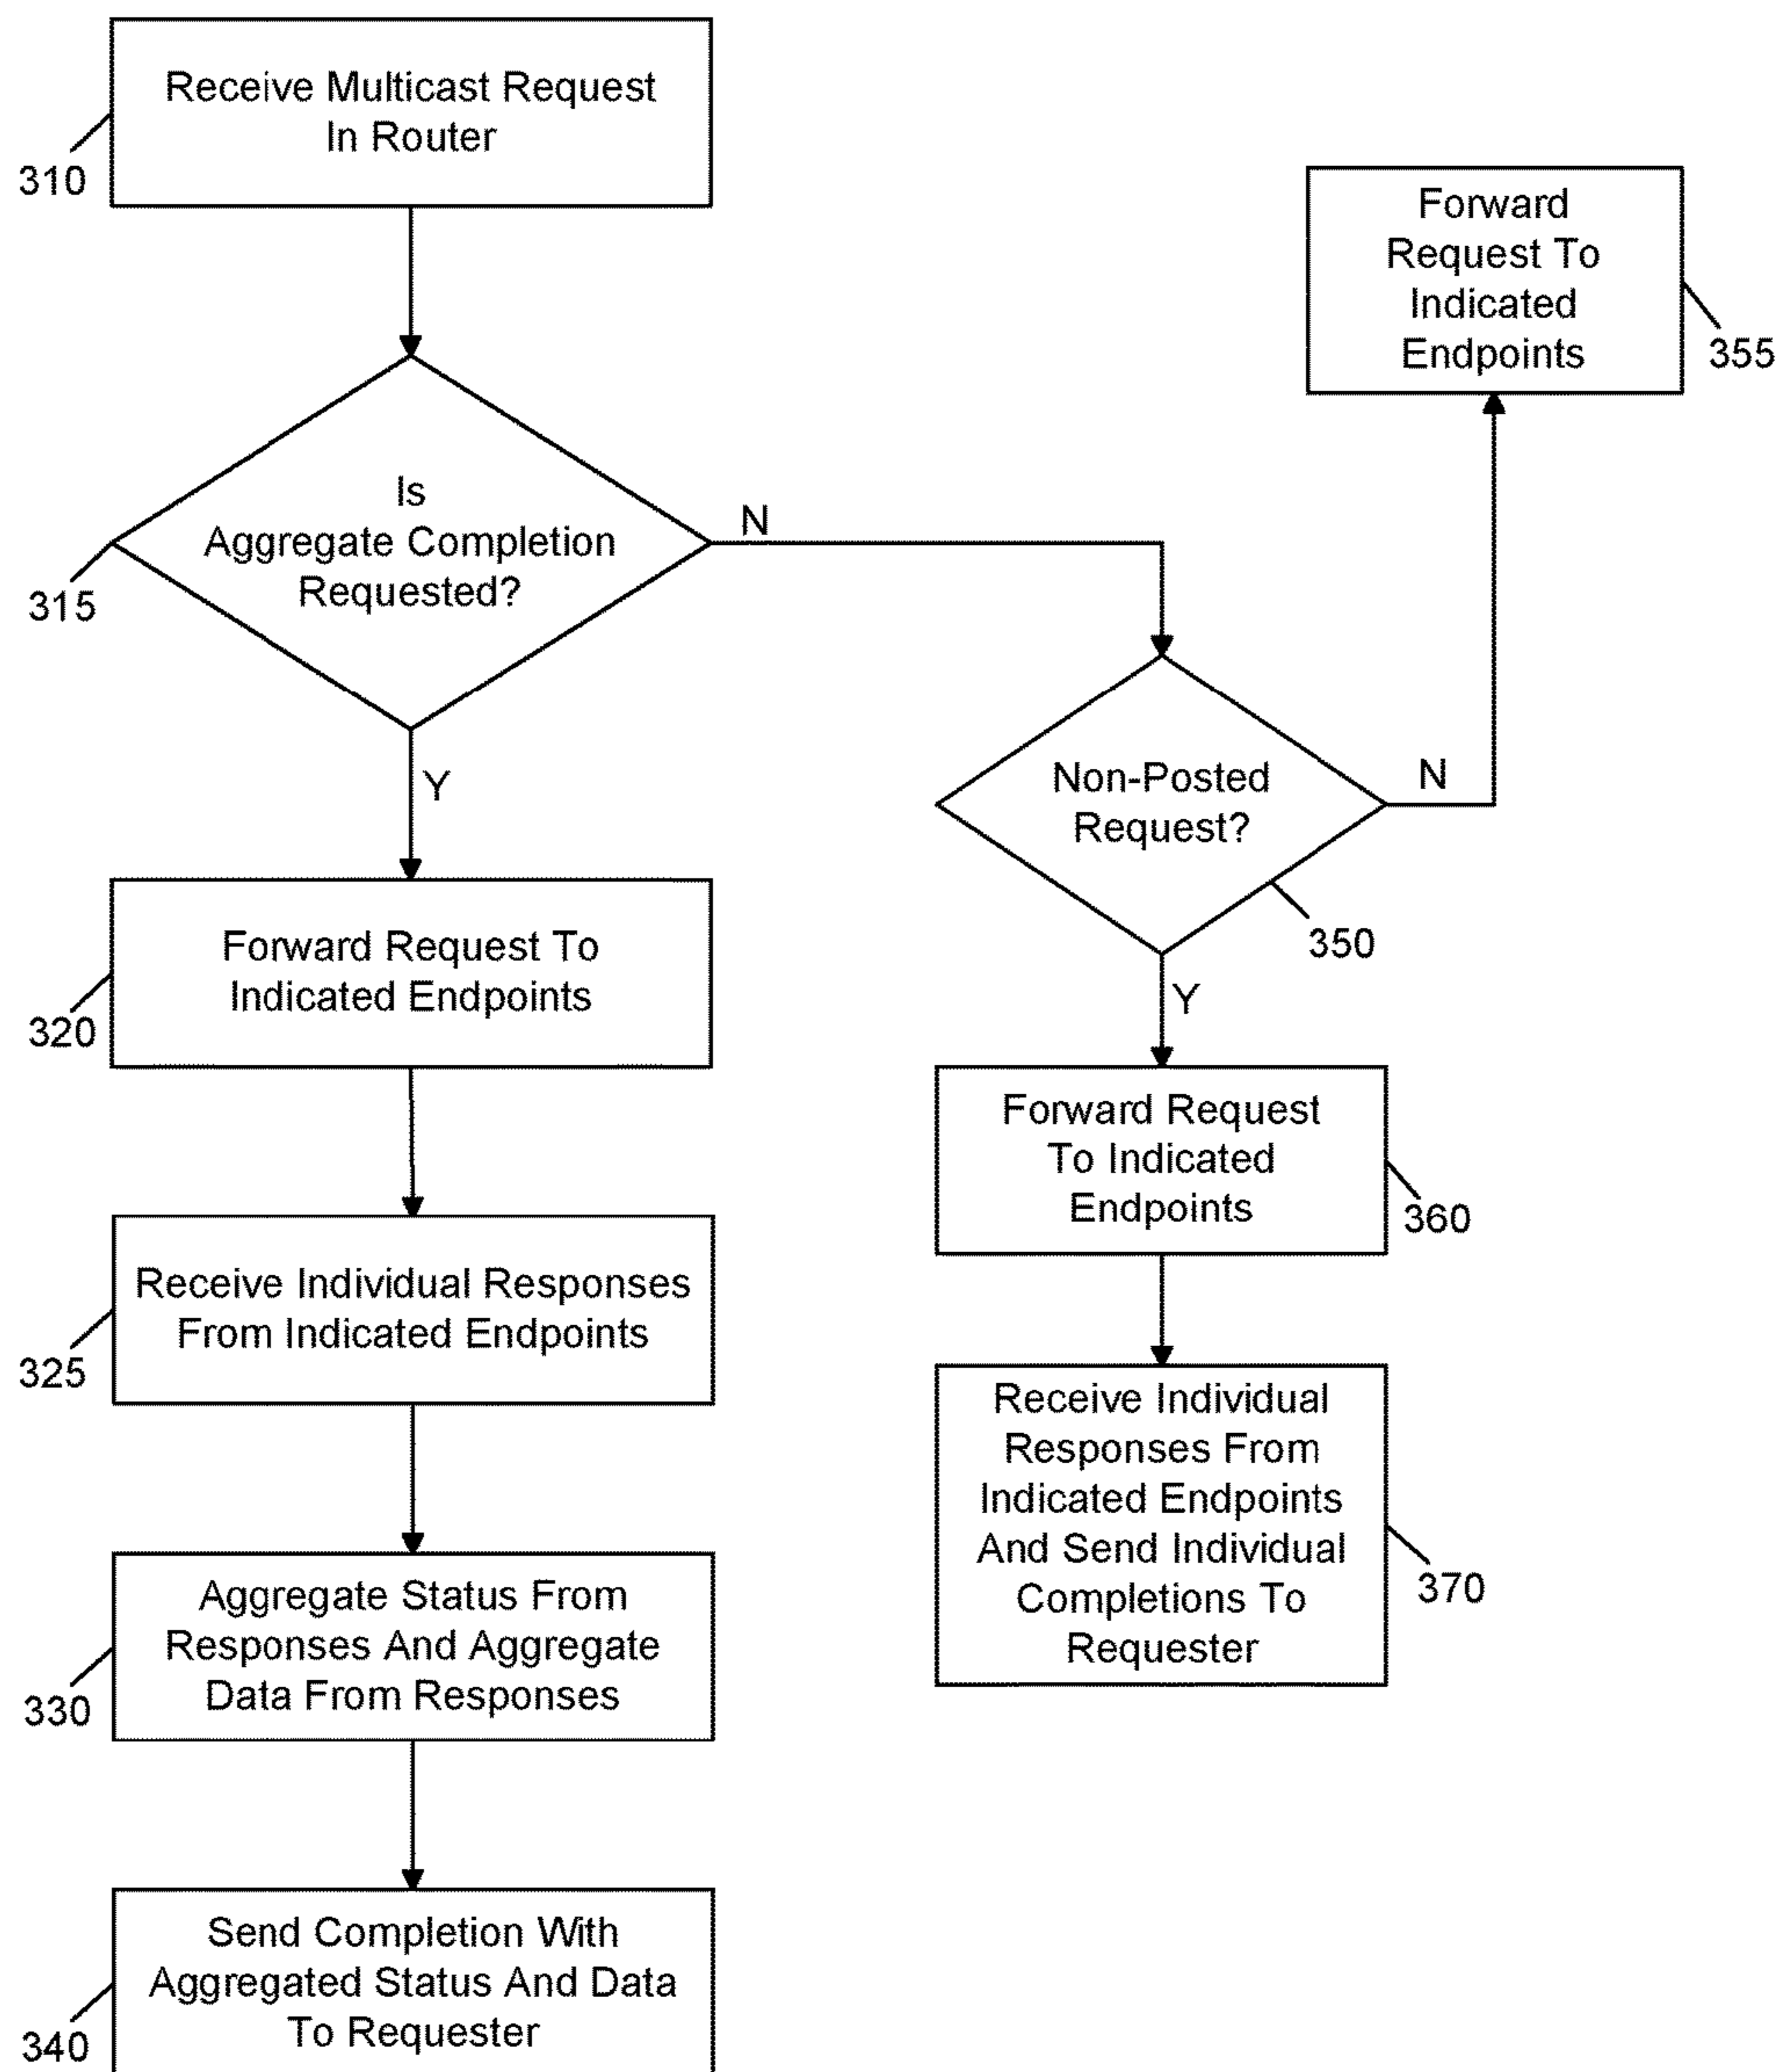 Receive Multicast Request
In Router
310
Is
Aggregate Completion
Requested?
315
N
Y
Forward Request To
Indicated Endpoints
320
Receive Individual Responses
From Indicated Endpoints
325
Aggregate Status From
Responses And Aggregate
Data From Responses
330
Send Completion With
Aggregated Status And Data
To Requester
340
Non-Posted
Request?
350
N
Forward
Request To
Indicated
Endpoints
355
Y
Forward Request
To Indicated
Endpoints
360
Receive Individual
Responses From
Indicated Endpoints
And Send Individual
Completions To
Requester
370